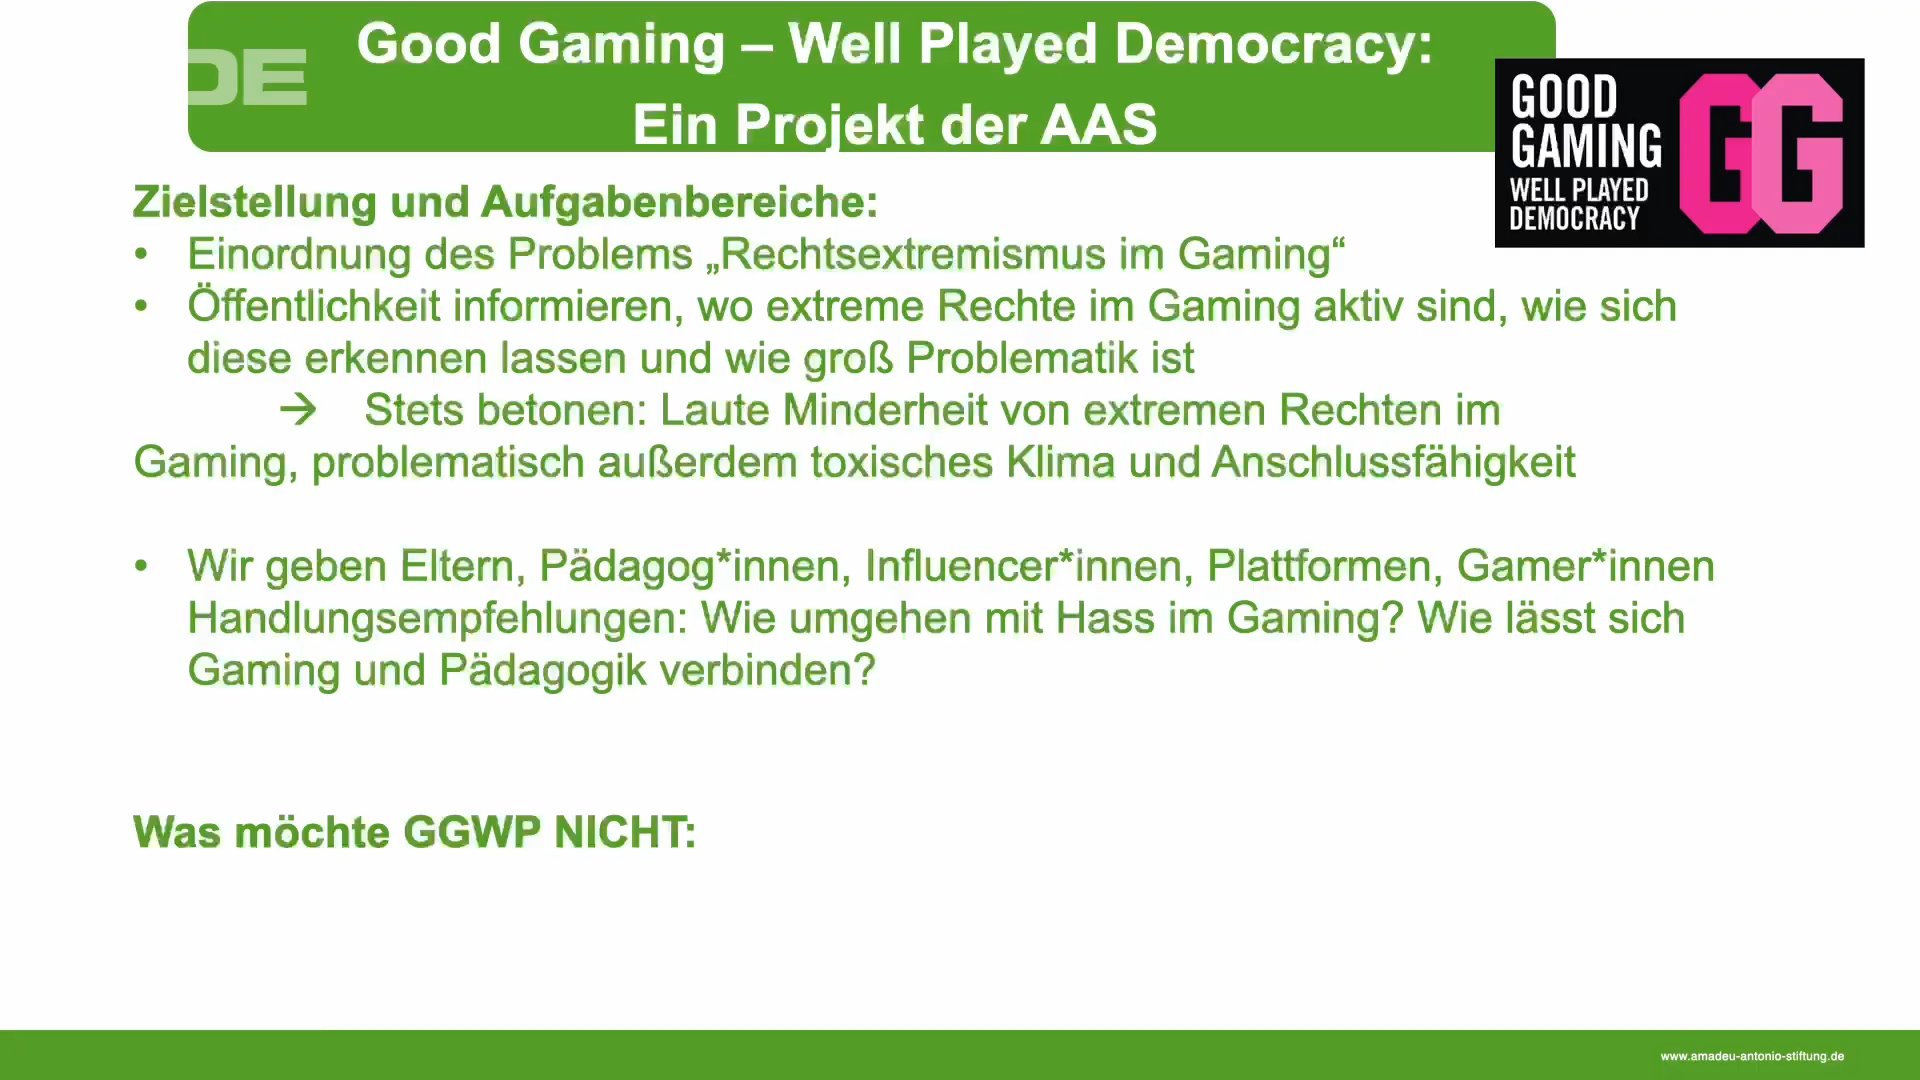 DE
Good Gaming – Well Played Democracy:
Ein Projekt der AAS
GOOD
GAMING
WELL PLAYED
DEMOCRACY
GG
Zielstellung und Aufgabenbereiche:
• Einordnung des Problems „Rechtsextremismus im Gaming“
• Öffentlichkeit informieren, wo extreme Rechte im Gaming aktiv sind, wie sich
diese erkennen lassen und wie groß Problematik ist
→ Stets betonen: Laute Minderheit von extremen Rechten im
Gaming, problematisch außerdem toxisches Klima und Anschlussfähigkeit
• Wir geben Eltern, Pädagog*innen, Influencer*innen, Plattformen, Gamer*innen
Handlungsempfehlungen: Wie umgehen mit Hass im Gaming? Wie lässt sich
Gaming und Pädagogik verbinden?
Was möchte GGWP NICHT:
www.amadeu-antonio-stiftung.de